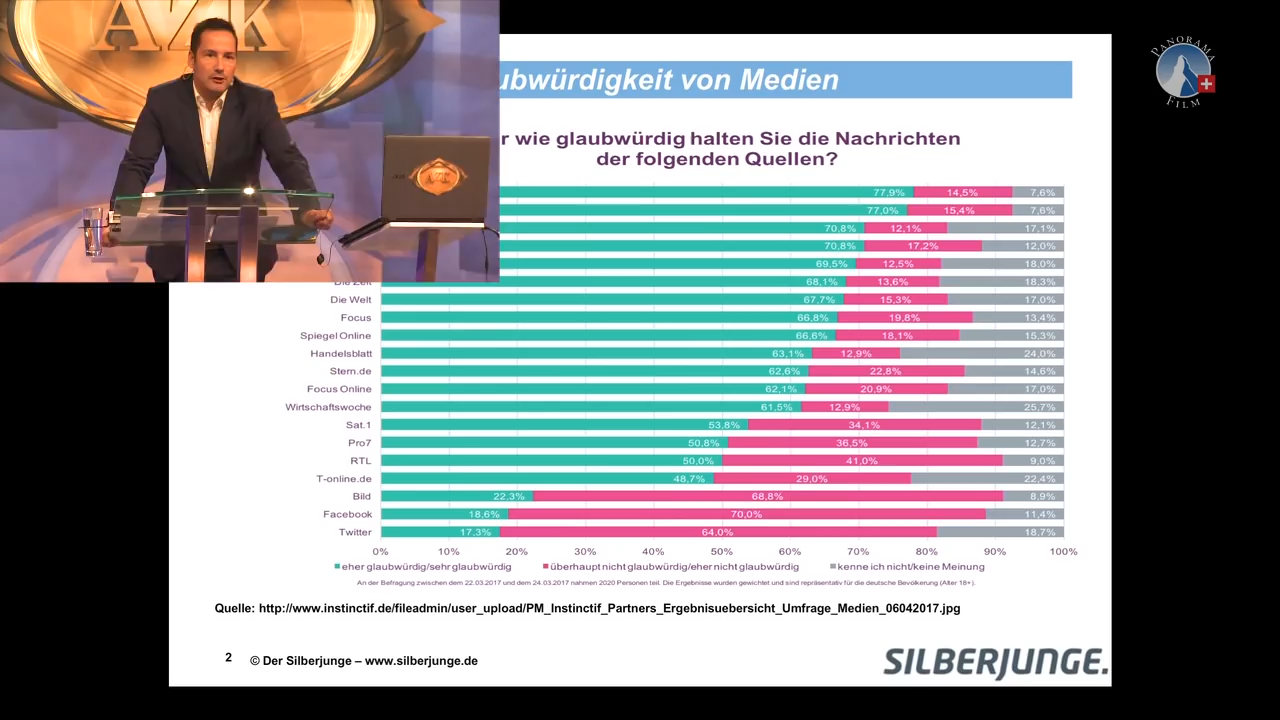 AZK
PANORAMA
FILM
ubwürdigkeit von Medien
r wie glaubwürdig halten Sie die Nachrichten
der folgenden Quellen?
77,9% 14,5% 7,6%
77,0% 15,4% 7,6%
70,8% 12,1% 17,1%
70,8% 17,2% 12,0%
69,5% 12,5% 18,0%
Die Zeit 68,1% 13,6% 18,3%
Die Welt 67,7% 15,3% 17,0%
Focus 66,8% 19,8% 13,4%
Spiegel Online 66,6% 18,1% 15,3%
Handelsblatt 63,1% 12,9% 24,0%
Stern.de 62,6% 22,8% 14,6%
Focus Online 62,1% 20,9% 17,0%
Wirtschaftswoche 61,5% 12,9% 25,7%
Sat.1 53,8% 34,1% 12,1%
Pro7 50,8% 36,5% 12,7%
RTL 50,0% 41,0% 9,0%
T-online.de 48,7% 29,0% 22,4%
Bild 22,3% 68,8% 8,9%
Facebook 18,6% 70,0% 11,4%
Twitter 17,3% 64,0% 18,7%
0% 10% 20% 30% 40% 50% 60% 70% 80% 90% 100%
eher glaubwürdig/sehr glaubwürdig überhaupt nicht glaubwürdig/eher nicht glaubwürdig kenne ich nicht/keine Meinung
An der Befragung zwischen dem 22.03.2017 und dem 24.03.2017 nahmen 2020 Personen teil. Die Ergebnisse wurden gewichtet und sind repräsentativ für die deutsche Bevölkerung (Alter 18+).
Quelle: http://www.instinctif.de/fileadmin/user_upload/PM_Instinctif_Partners_Ergebnisuebersicht_Umfrage_Medien_06042017.jpg
2 © Der Silberjunge – www.silberjunge.de
SILBERJUNGE.